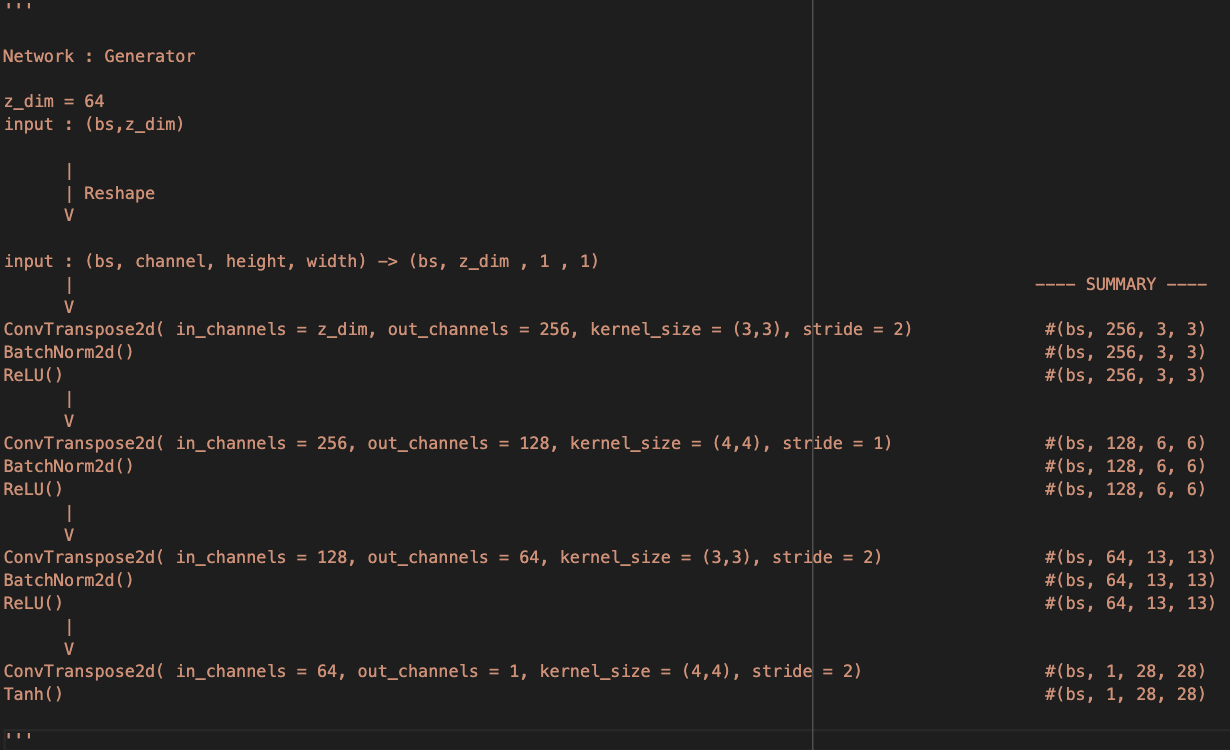 '''
Network : Generator
z_dim = 64
input : (bs,z_dim)
|
| Reshape
V
input : (bs, channel, height, width) —> (bs, z_dim , 1 , 1)
| ———— SUMMARY ————
V
ConvTranspose2d( in_channels = z_dim, out_channels = 256, kernel_size = (3,3), stride = 2) #(bs, 256, 3, 3)
BatchNorm2d() #(bs, 256, 3, 3)
ReLU() #(bs, 256, 3, 3)
|
V
ConvTranspose2d( in_channels = 256, out_channels = 128, kernel_size = (4,4), stride = 1) #(bs, 128, 6, 6)
BatchNorm2d() #(bs, 128, 6, 6)
ReLU() #(bs, 128, 6, 6)
|
V
ConvTranspose2d( in_channels = 128, out_channels = 64, kernel_size = (3,3), stride = 2) #(bs, 64, 13, 13)
BatchNorm2d() #(bs, 64, 13, 13)
ReLU() #(bs, 64, 13, 13)
|
V
ConvTranspose2d( in_channels = 64, out_channels = 1, kernel_size = (4,4), stride = 2) #(bs, 1, 28, 28)
Tanh() #(bs, 1, 28, 28)
'''